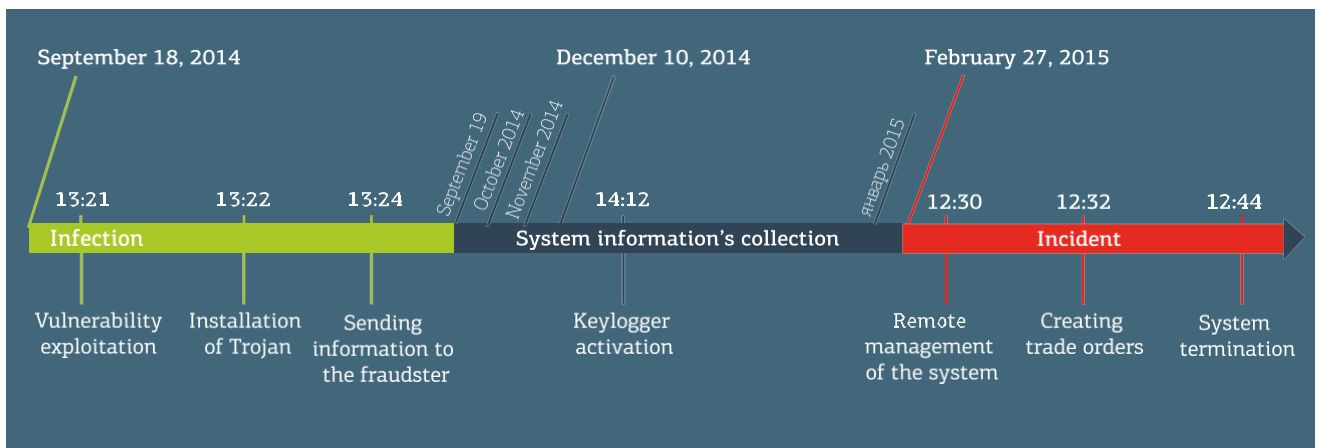 September 18, 2014
December 10, 2014
February 27, 2015
September 19
October 2014
November 2014
январь 2015
13:21
13:22
13:24
14:12
12:30
12:32
12:44
Infection
System information's collection
Incident
Vulnerability
exploitation
Installation
of Trojan
Sending
information to
the fraudster
Keylogger
activation
Remote
management
of the system
Creating
trade orders
System
termination